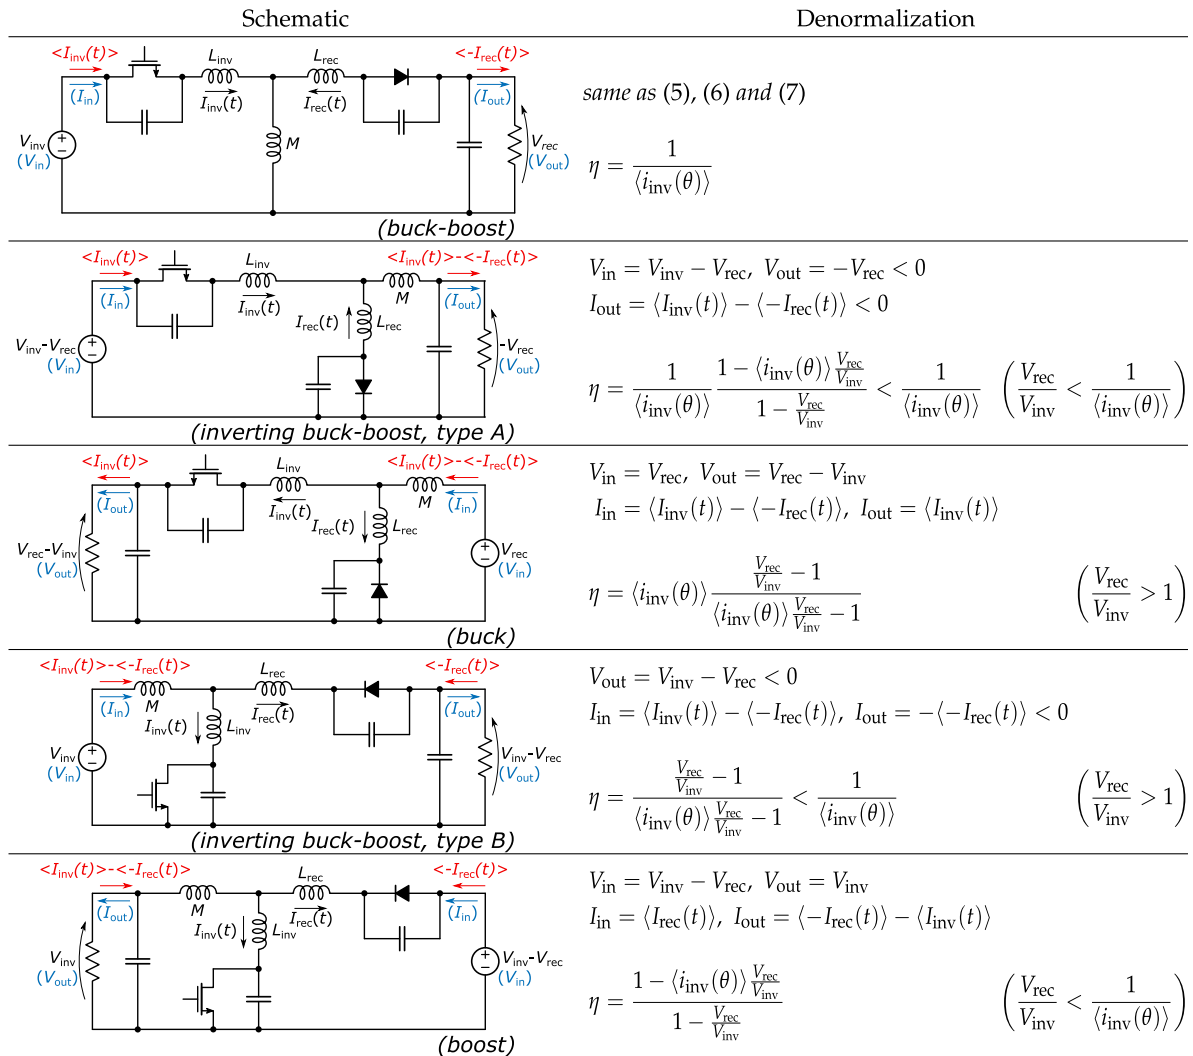 Schematic Denormalization
<I_inv(t)> L_inv L_rec <-I_rec(t)>
(I_in) I_inv(t) I_rec(t) (I_out)
same as (5), (6) and (7)
V_inv M V_rec
(V_in) (V_out)
η = 1 / ⟨i_inv(θ)⟩
(buck-boost)
<I_inv(t)> L_inv <I_inv(t)>-<-I_rec(t)>
(I_in) I_inv(t) M (I_out)
I_rec(t) L_rec
V_inv-V_rec -V_rec
(V_in) (V_out)
(inverting buck-boost, type A)
V_in = V_inv − V_rec, V_out = −V_rec < 0
I_out = ⟨I_inv(t)⟩ − ⟨−I_rec(t)⟩ < 0
η = 1 / ⟨i_inv(θ)⟩ (1 − ⟨i_inv(θ)⟩ V_rec/V_inv) / (1 − V_rec/V_inv) < 1 / ⟨i_inv(θ)⟩ (V_rec/V_inv < 1 / ⟨i_inv(θ)⟩)
<I_inv(t)> L_inv <I_inv(t)>-<-I_rec(t)>
(I_out) I_inv(t) M (I_in)
I_rec(t) L_rec
V_rec-V_inv V_rec
(V_out) (V_in)
(buck)
V_in = V_rec, V_out = V_rec − V_inv
I_in = ⟨I_inv(t)⟩ − ⟨−I_rec(t)⟩, I_out = ⟨I_inv(t)⟩
η = ⟨i_inv(θ)⟩ (V_rec/V_inv − 1) / (⟨i_inv(θ)⟩ V_rec/V_inv − 1) (V_rec/V_inv > 1)
<I_inv(t)>-<-I_rec(t)> L_rec <-I_rec(t)>
(I_in) M I_rec(t) (I_out)
I_inv(t) L_inv
V_inv V_inv-V_rec
(V_in) (V_out)
(inverting buck-boost, type B)
V_out = V_inv − V_rec < 0
I_in = ⟨I_inv(t)⟩ − ⟨−I_rec(t)⟩, I_out = −⟨−I_rec(t)⟩ < 0
η = (V_rec/V_inv − 1) / (⟨i_inv(θ)⟩ V_rec/V_inv − 1) < 1 / ⟨i_inv(θ)⟩ (V_rec/V_inv > 1)
<I_inv(t)>-<-I_rec(t)> L_rec <-I_rec(t)>
(I_out) M I_rec(t) (I_in)
I_inv(t) L_inv
V_inv V_inv-V_rec
(V_out) (V_in)
(boost)
V_in = V_inv − V_rec, V_out = V_inv
I_in = ⟨I_rec(t)⟩, I_out = ⟨−I_rec(t)⟩ − ⟨I_inv(t)⟩
η = (1 − ⟨i_inv(θ)⟩ V_rec/V_inv) / (1 − V_rec/V_inv) (V_rec/V_inv < 1 / ⟨i_inv(θ)⟩)